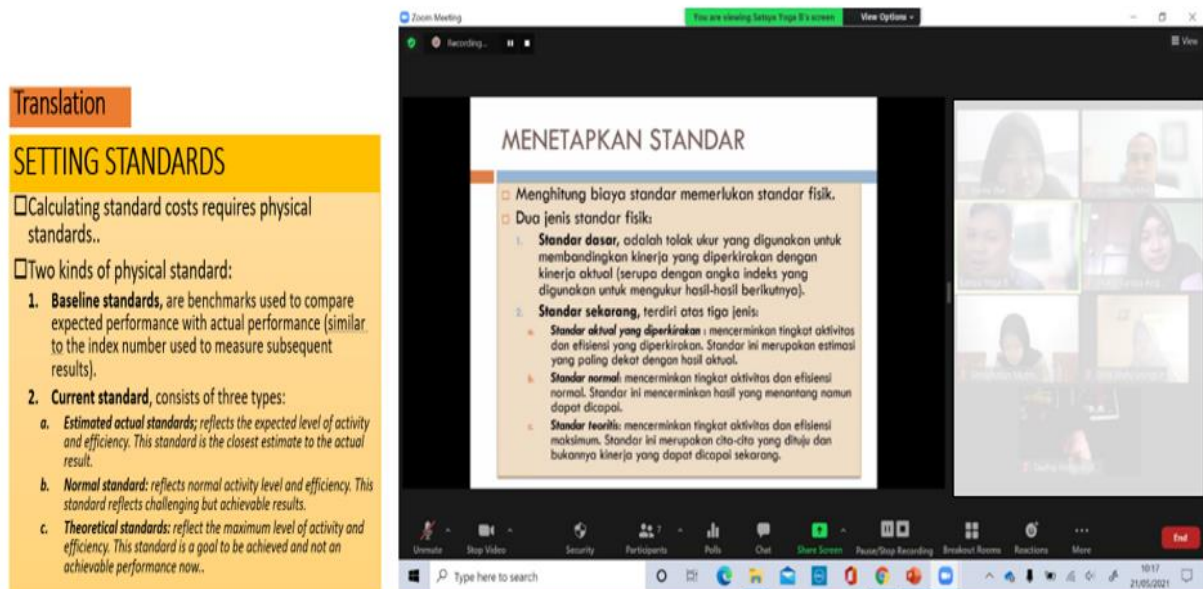 Translation
SETTING STANDARDS
Calculating standard costs requires physical
standards..
Two kinds of physical standard:
1. Baseline standards, are benchmarks used to compare
expected performance with actual performance (similar
to the index number used to measure subsequent
results).
2. Current standard, consists of three types:
a. Estimated actual standards; reflects the expected level of activity
and efficiency. This standard is the closest estimate to the actual
result.
b. Normal standard: reflects normal activity level and efficiency. This
standard reflects challenging but achievable results.
c. Theoretical standards: reflect the maximum level of activity and
efficiency. This standard is a goal to be achieved and not an
achievable performance now..
Zoom Meeting
You are viewing Satsya Yoga B's screen
View Options
Recording...
View
MENETAPKAN STANDAR
Menghitung biaya standar memerlukan standar fisik.
Dua jenis standar fisik:
1. Standar dasar, adalah tolak ukur yang digunakan untuk
membandingkan kinerja yang diperkirakan dengan
kinerja aktual (serupa dengan angka indeks yang
digunakan untuk mengukur hasil-hasil berikutnya).
2. Standar sekarang, terdiri atas tiga jenis:
a. Standar aktual yang diperkirakan : mencerminkan tingkat aktivitas
dan efisiensi yang diperkirakan. Standar ini merupakan estimasi
yang paling dekat dengan hasil aktual.
b. Standar normal: mencerminkan tingkat aktivitas dan efisiensi
normal. Standar ini mencerminkan hasil yang menantang namun
dapat dicapai.
c. Standar teoritis: mencerminkan tingkat aktivitas dan efisiensi
maksimum. Standar ini merupakan cita-cita yang dituju dan
bukannya kinerja yang dapat dicapai sekarang.
Unmute
Stop Video
Security
Participants
7
Polls
Chat
Share Screen
Pause/Stop Recording
Breakout Rooms
Reactions
More
End
Type here to search
10:17
21/05/2021